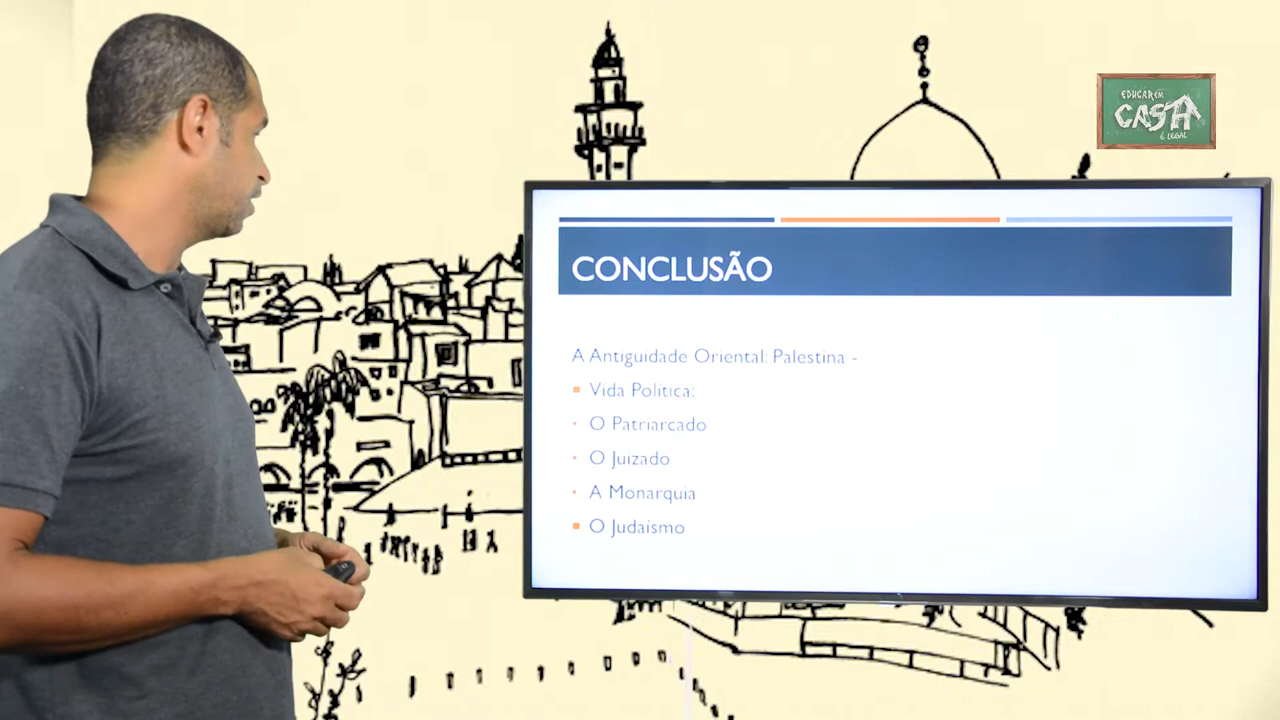 EDUCAR EM
CASA
É LEGAL
CONCLUSÃO
A Antiguidade Oriental: Palestina -
Vida Política:
O Patriarcado
O Juizado
A Monarquia
O Judaísmo